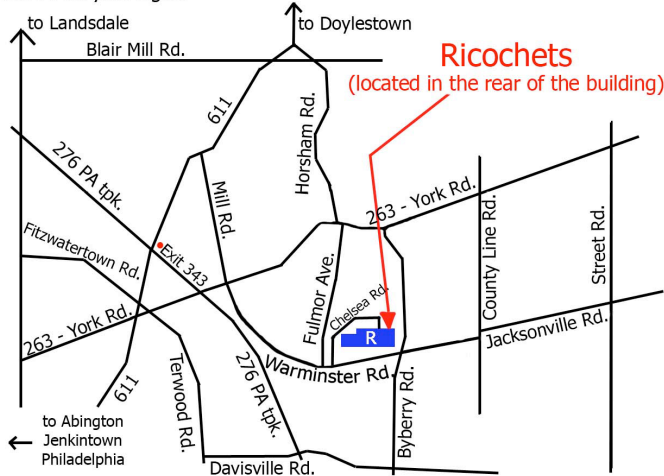 to Landsdale
to Doylestown
Blair Mill Rd.
Ricochets
(located in the rear of the building)
611
Horsham Rd.
276 PA tpk.
Mill Rd.
263 - York Rd.
Fitzwatertown Rd.
Exit 343
County Line Rd.
Street Rd.
Fulmor Ave.
Chelsea Rd.
R
263 - York Rd.
Jacksonville Rd.
276 PA tpk.
Warminster Rd.
611
Terwood Rd.
Byberry Rd.
to Abington
Jenkintown
Philadelphia
Davisville Rd.